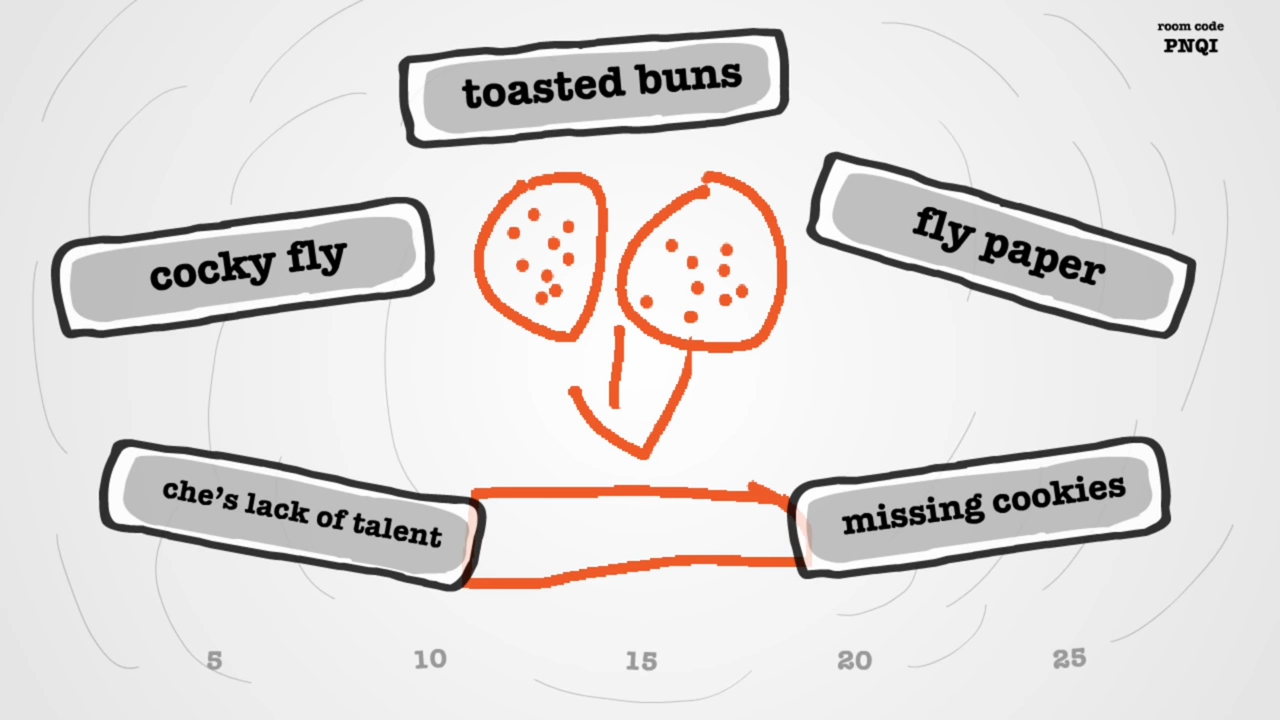 room code
PNQI
toasted buns
cocky fly
fly paper
che's lack of talent
missing cookies
5 10 15 20 25